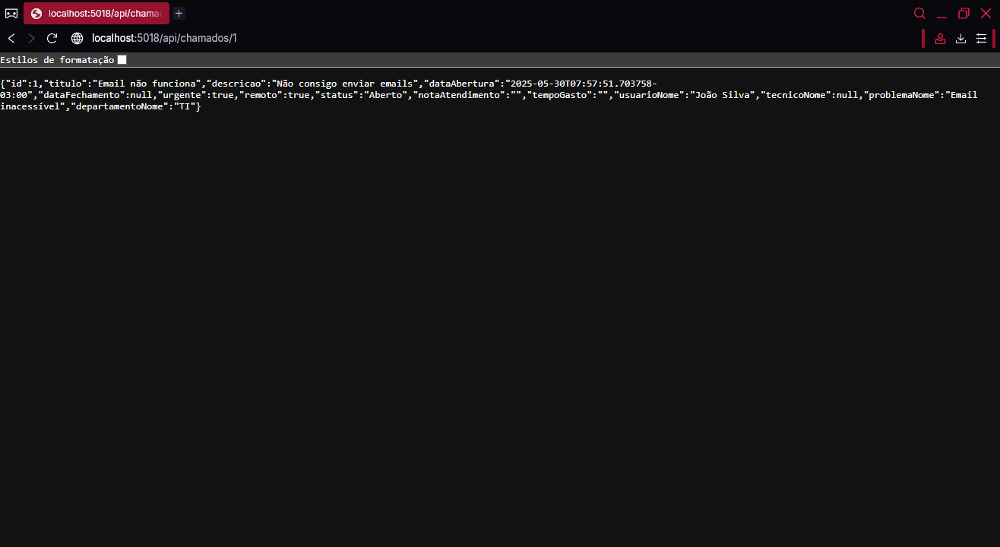 localhost:5018/api/chama
localhost:5018/api/chamados/1
Estilos de formatação
{"id":1,"titulo":"Email não funciona","descricao":"Não consigo enviar emails","dataAbertura":"2025-05-30T07:57:51.703758-
03:00","dataFechamento":null,"urgente":true,"remoto":true,"status":"Aberto","notaAtendimento":"","tempoGasto":"","usuarioNome":"João Silva","tecnicoNome":null,"problemaNome":"Email
inacessível","departamentoNome":"TI"}